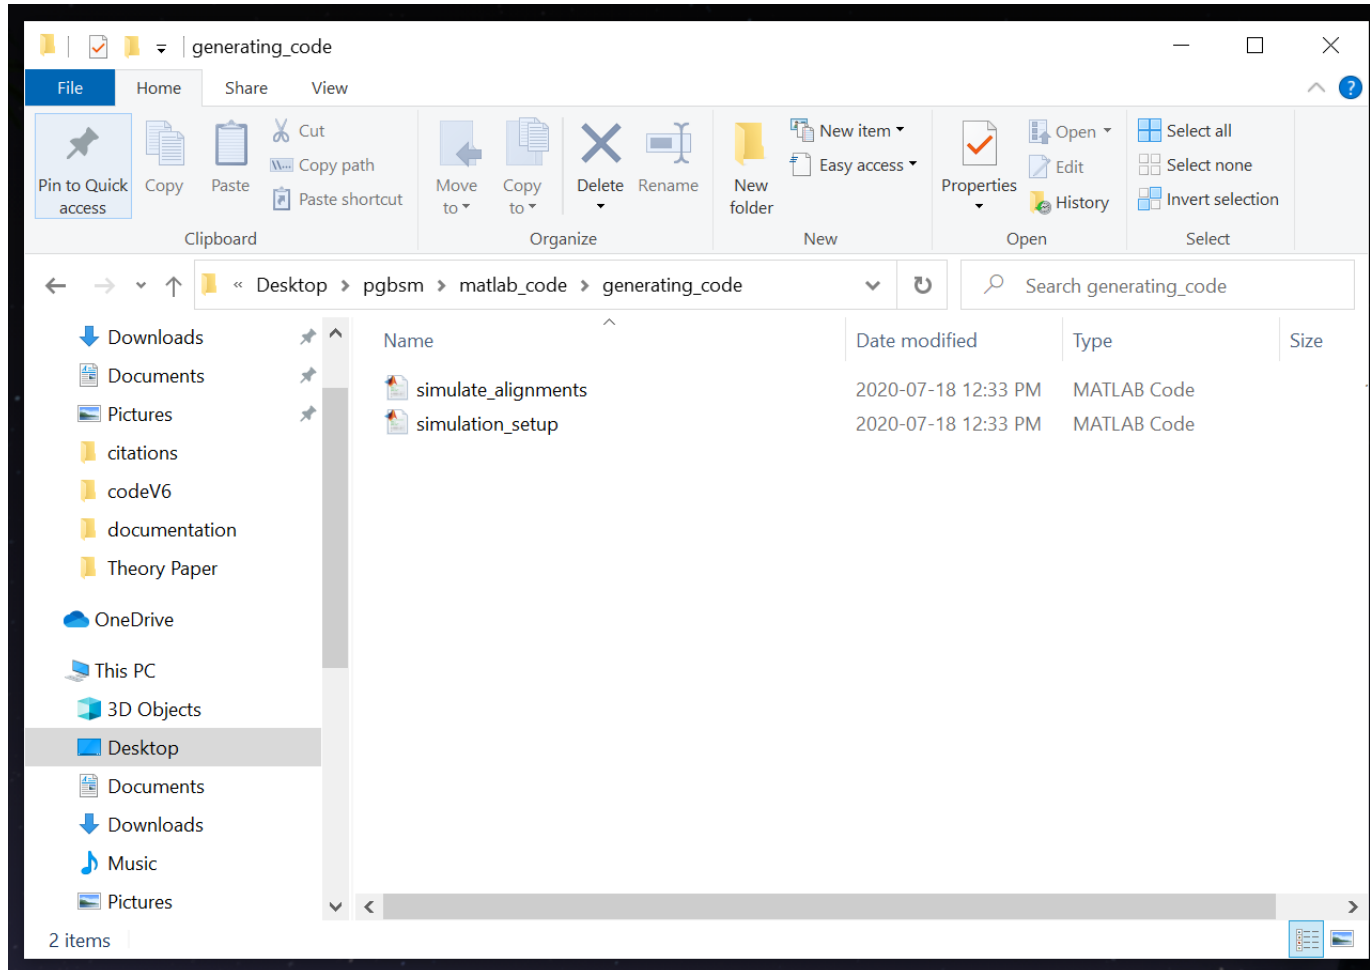 generating_code
File Home Share View
Pin to Quick access
Copy
Paste
Cut
Copy path
Paste shortcut
Clipboard
Move to
Copy to
Delete
Rename
Organize
New folder
New item
Easy access
New
Properties
Open
Edit
History
Open
Select all
Select none
Invert selection
Select
« Desktop > pgbsm > matlab_code > generating_code
Search generating_code
Downloads
Documents
Pictures
citations
codeV6
documentation
Theory Paper
OneDrive
This PC
3D Objects
Desktop
Documents
Downloads
Music
Pictures
Name Date modified Type Size
simulate_alignments 2020-07-18 12:33 PM MATLAB Code
simulation_setup 2020-07-18 12:33 PM MATLAB Code
2 items